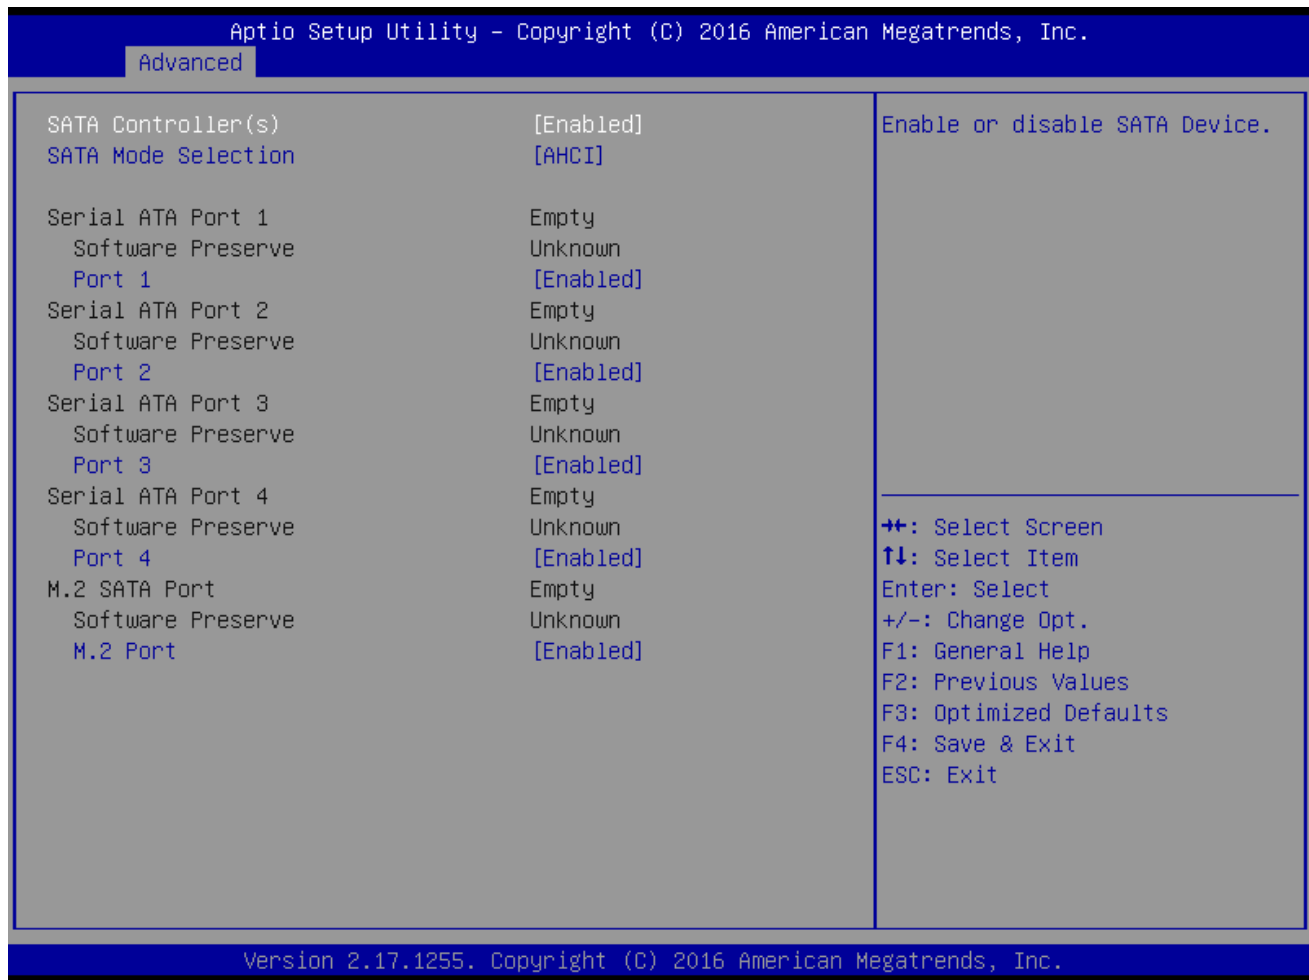 Aptio Setup Utility – Copyright (C) 2016 American Megatrends, Inc.
Advanced
SATA Controller(s) [Enabled]
SATA Mode Selection [AHCI]
Serial ATA Port 1 Empty
Software Preserve Unknown
Port 1 [Enabled]
Serial ATA Port 2 Empty
Software Preserve Unknown
Port 2 [Enabled]
Serial ATA Port 3 Empty
Software Preserve Unknown
Port 3 [Enabled]
Serial ATA Port 4 Empty
Software Preserve Unknown
Port 4 [Enabled]
M.2 SATA Port Empty
Software Preserve Unknown
M.2 Port [Enabled]
Enable or disable SATA Device.
→←: Select Screen
↑↓: Select Item
Enter: Select
+/-: Change Opt.
F1: General Help
F2: Previous Values
F3: Optimized Defaults
F4: Save & Exit
ESC: Exit
Version 2.17.1255. Copyright (C) 2016 American Megatrends, Inc.